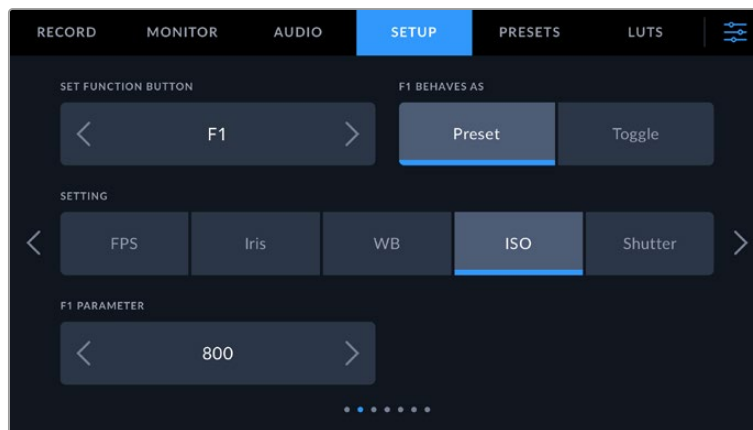 RECORD MONITOR AUDIO SETUP PRESETS LUTS
SET FUNCTION BUTTON F1 BEHAVES AS
F1 Preset Toggle
SETTING
FPS Iris WB ISO Shutter
F1 PARAMETER
800